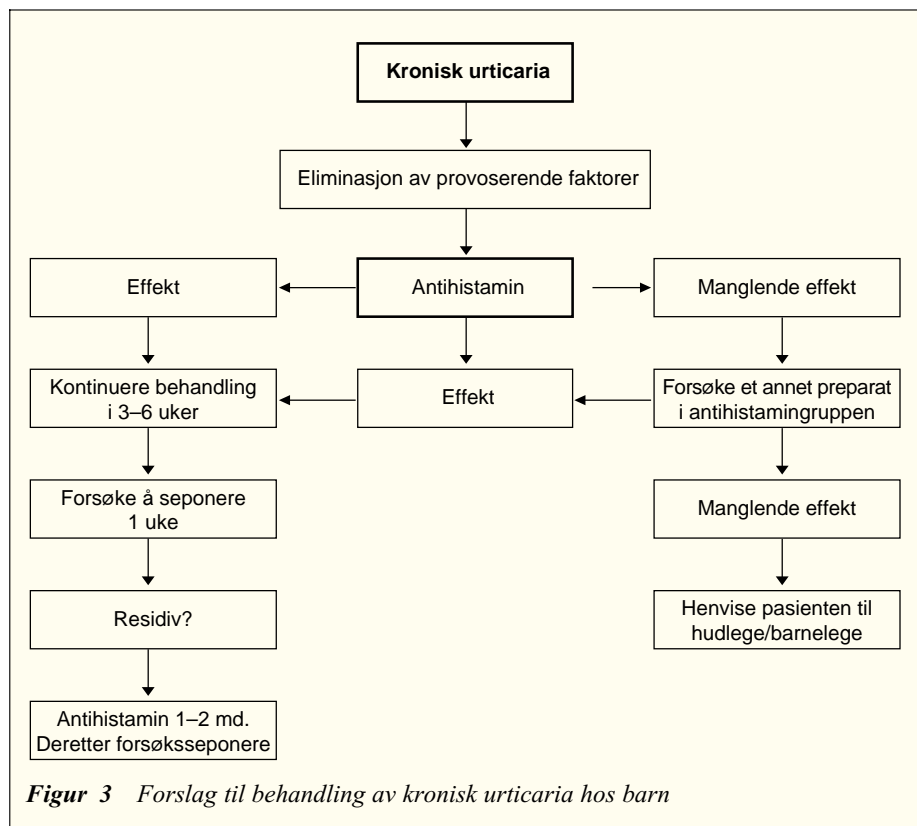 Kronisk urticaria
Eliminasjon av provoserende faktorer
Effekt
Antihistamin
Manglende effekt
Kontinuere behandling
i 3–6 uker
Effekt
Forsøke et annet preparat
i antihistamingruppen
Forsøke å seponere
1 uke
Manglende effekt
Residiv?
Henvise pasienten til
hudlege/barnelege
Antihistamin 1–2 md.
Deretter forsøksseponere
Figur 3 Forslag til behandling av kronisk urticaria hos barn